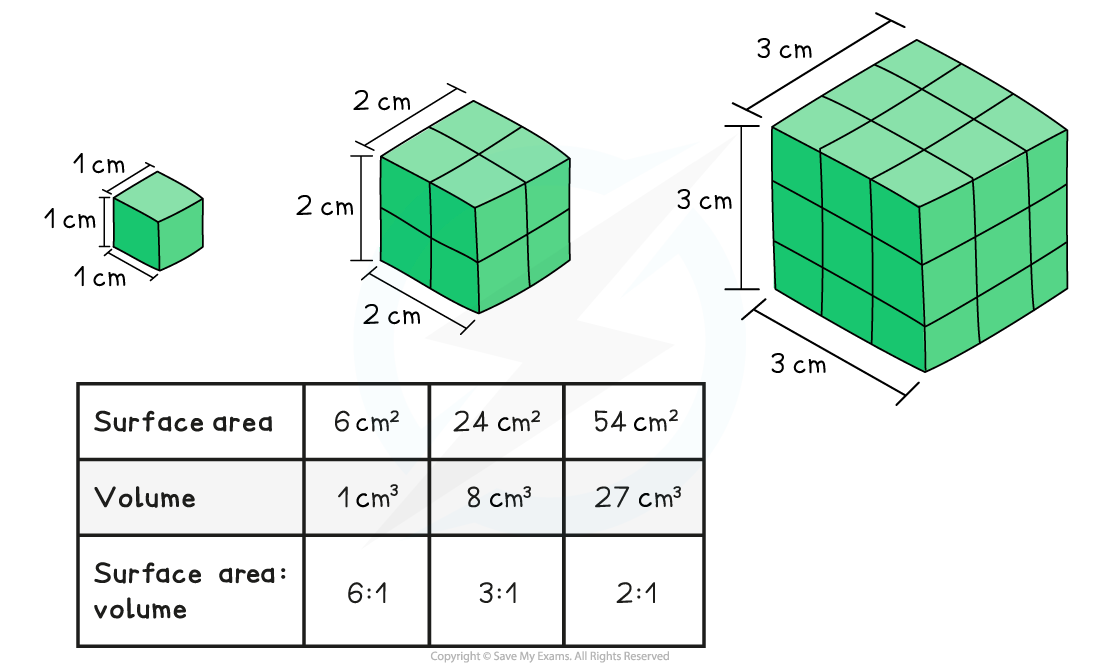 3 cm
2 cm
1 cm
3 cm
2 cm
1 cm
1 cm
2 cm
3 cm
Surface area 6 cm² 24 cm² 54 cm²
Volume 1 cm³ 8 cm³ 27 cm³
Surface area:
volume
6:1 3:1 2:1
Copyright © Save My Exams. All Rights Reserved